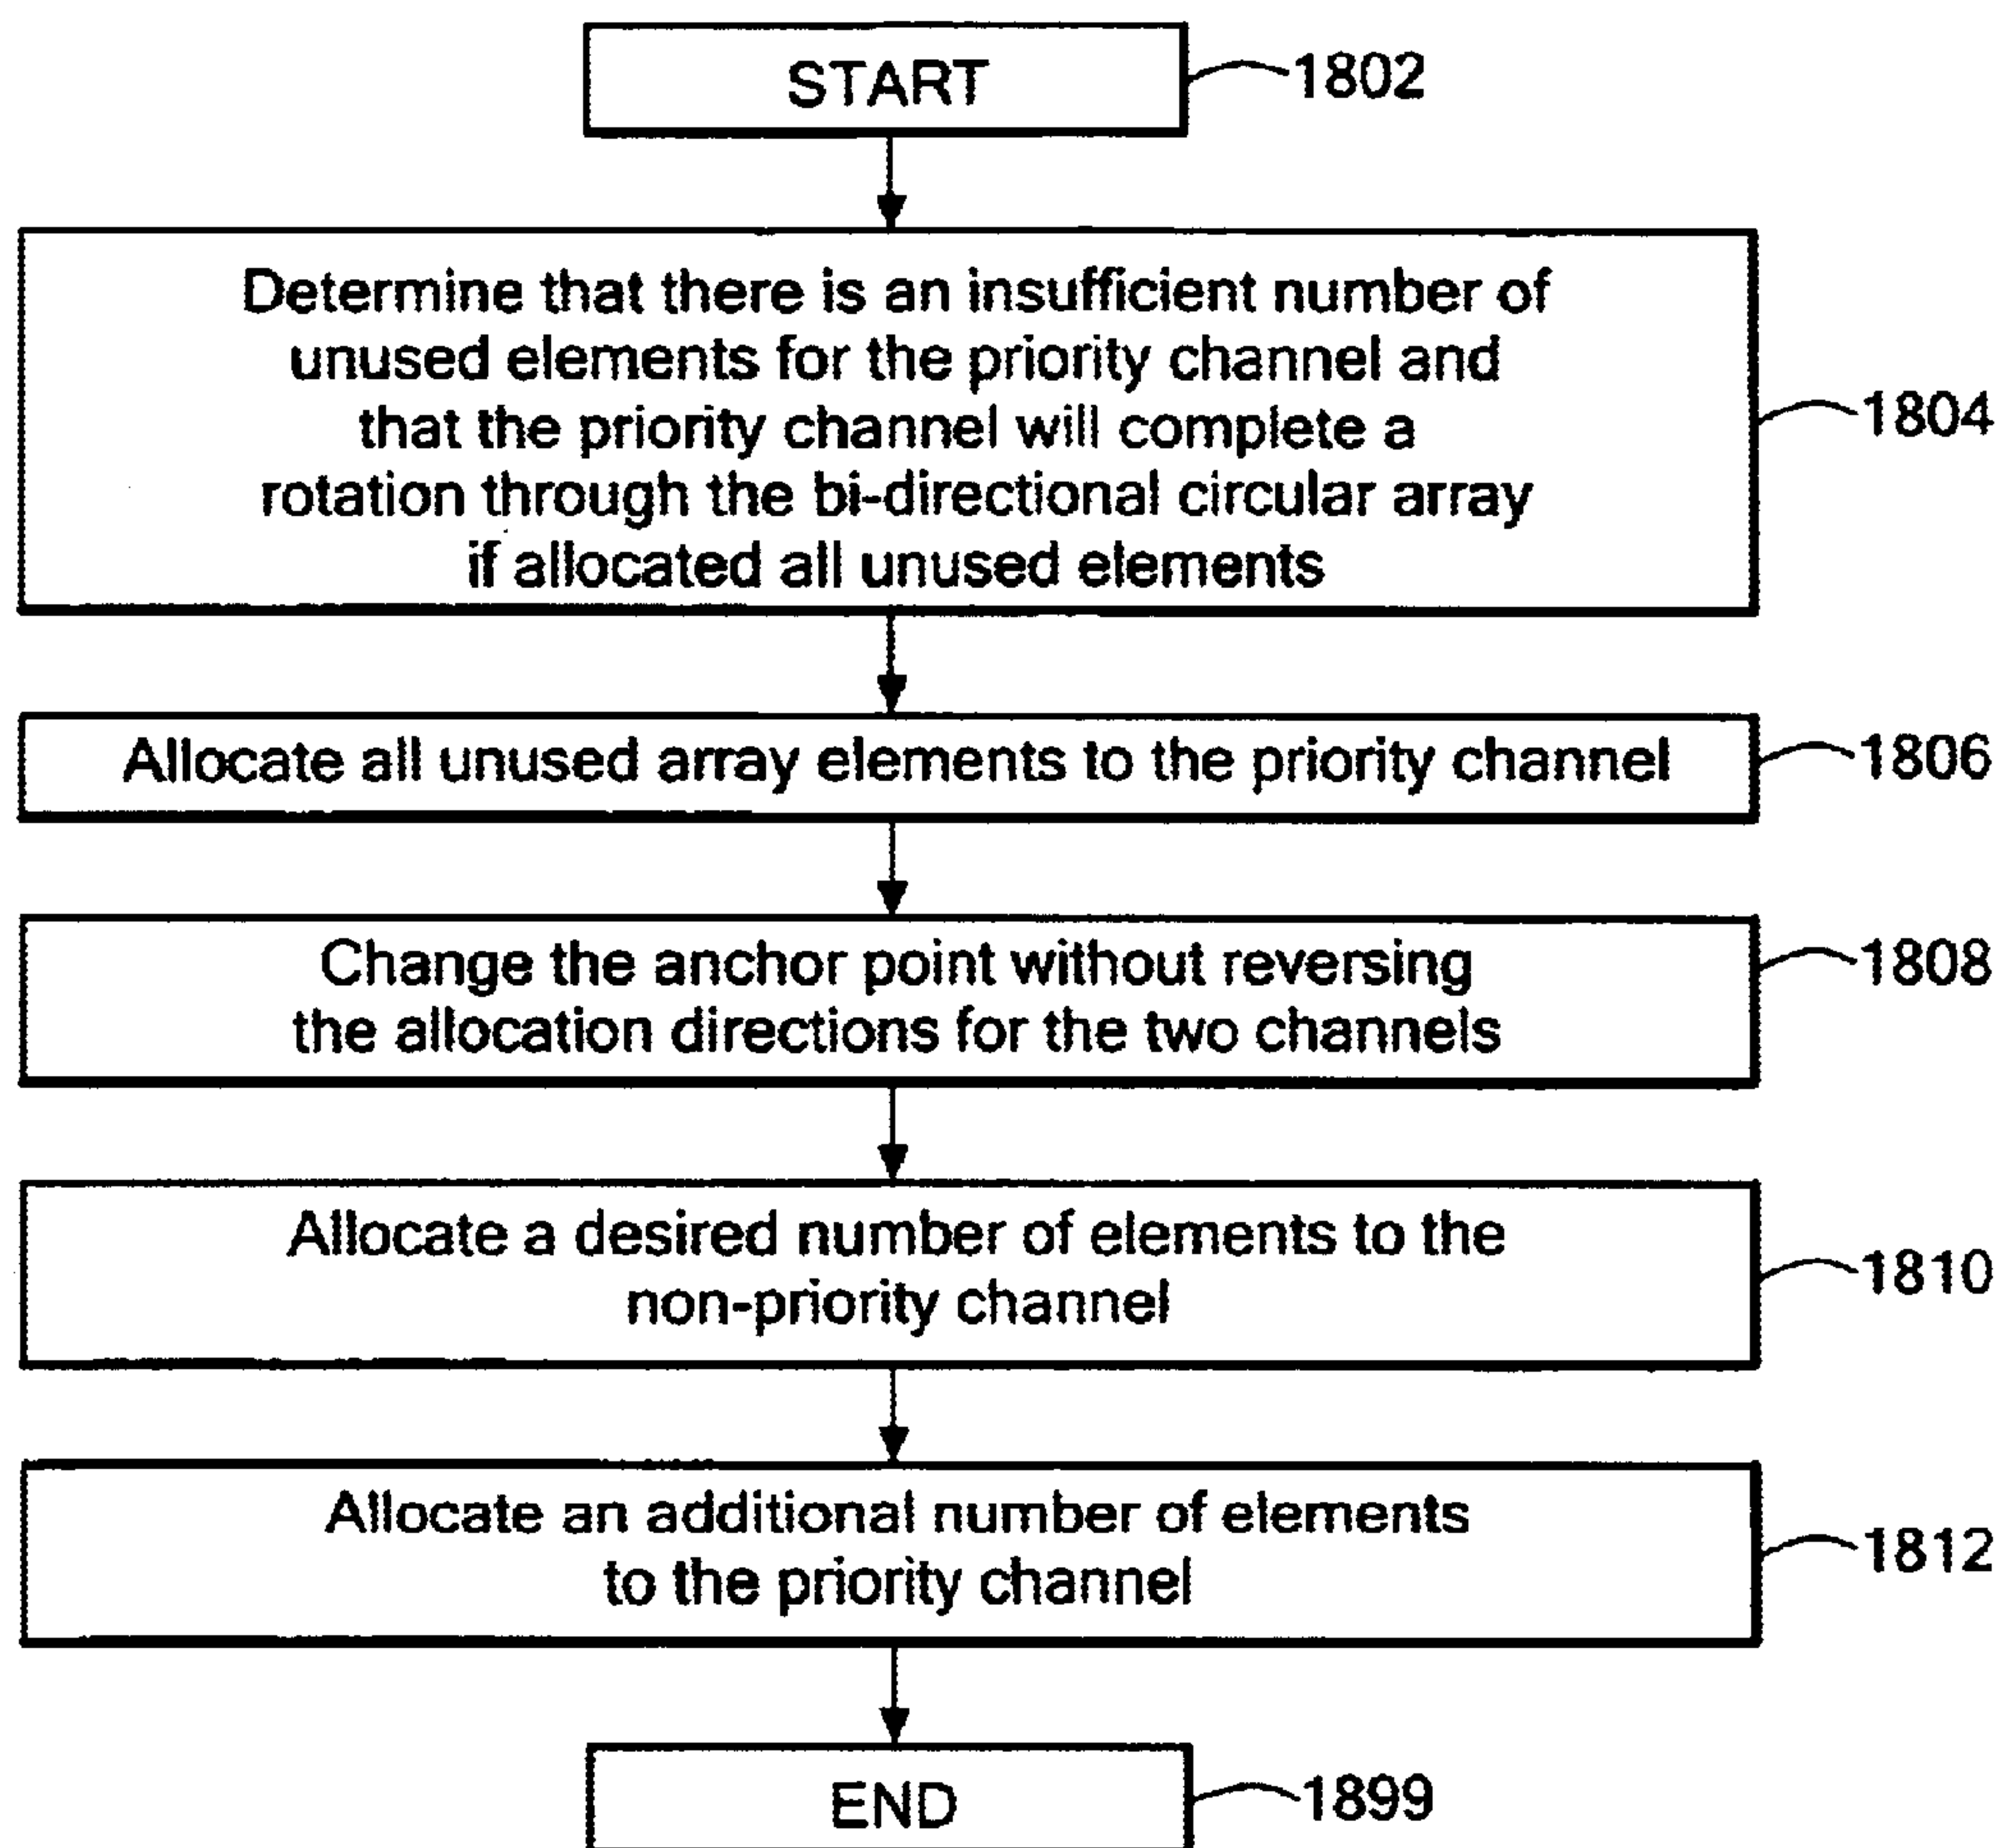 START
1802
Determine that there is an insufficient number of
unused elements for the priority channel and
that the priority channel will complete a
rotation through the bi-directional circular array
if allocated all unused elements
1804
Allocate all unused array elements to the priority channel
1806
Change the anchor point without reversing
the allocation directions for the two channels
1808
Allocate a desired number of elements to the
non-priority channel
1810
Allocate an additional number of elements
to the priority channel
1812
END
1899